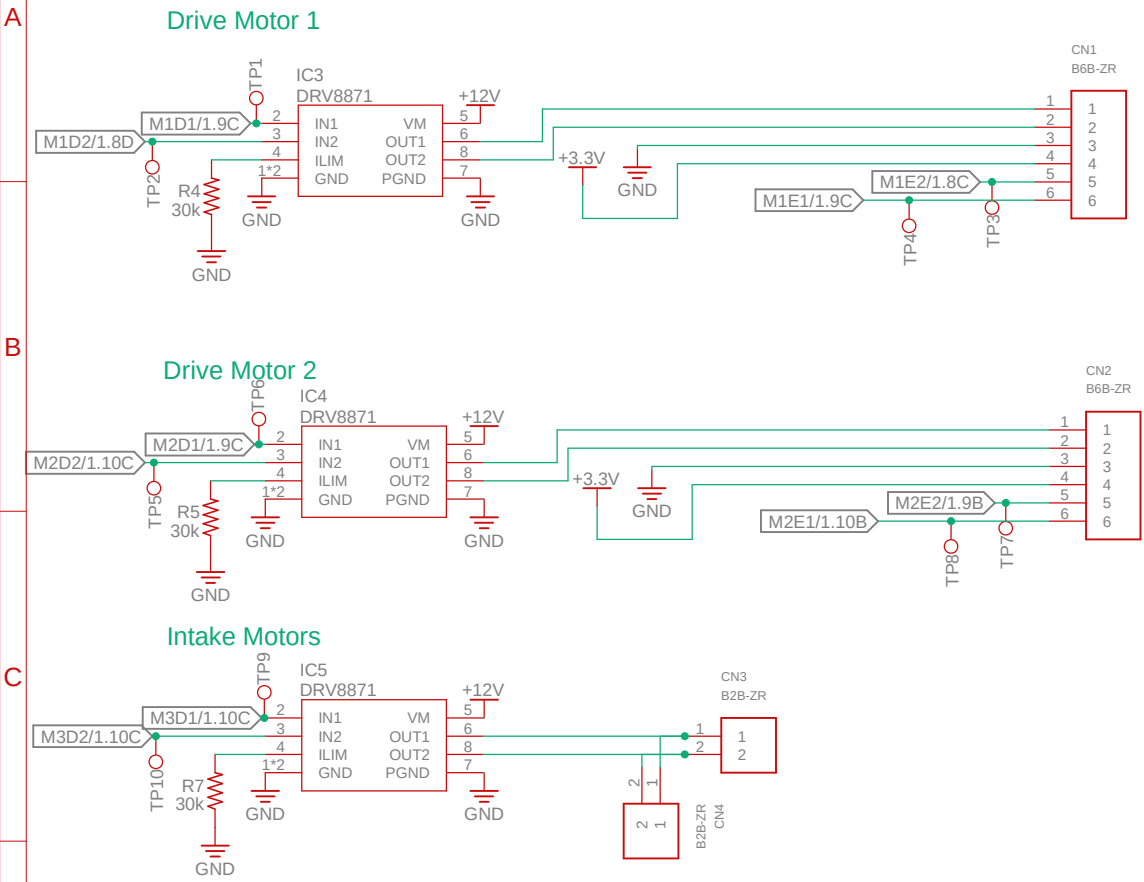 A
Drive Motor 1
CN1
B6B-ZR
TP1
IC3
DRV8871
+12V
M1D1/1.9C
M1D2/1.8D
2 IN1 VM 5
3 IN2 OUT1 6
4 ILIM OUT2 8
1*2 GND PGND 7
1 1
2 2
3 3
4 4
5 5
6 6
TP2
R4
30k
GND
GND
GND
+3.3V
GND
M1E2/1.8C
M1E1/1.9C
TP4
TP3
B
Drive Motor 2
CN2
B6B-ZR
TP6
IC4
DRV8871
+12V
M2D1/1.9C
M2D2/1.10C
2 IN1 VM 5
3 IN2 OUT1 6
4 ILIM OUT2 8
1*2 GND PGND 7
1 1
2 2
3 3
4 4
5 5
6 6
TP5
R5
30k
GND
GND
GND
+3.3V
GND
M2E2/1.9B
M2E1/1.10B
TP8
TP7
Intake Motors
C
TP9
IC5
DRV8871
+12V
CN3
B2B-ZR
M3D1/1.10C
M3D2/1.10C
2 IN1 VM 5
3 IN2 OUT1 6
4 ILIM OUT2 8
1*2 GND PGND 7
1 1
2 2
TP10
R7
30k
GND
GND
GND
2 1
2 1
B2B-ZR
CN4